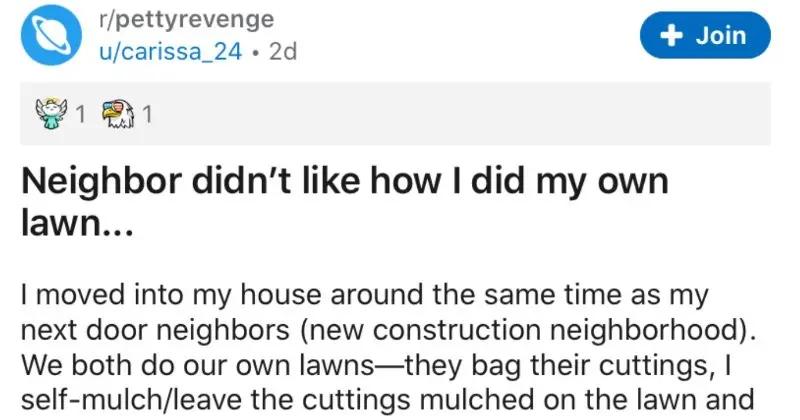 r/pettyrevenge
u/carissa_24 • 2d
+ Join
1 1
Neighbor didn’t like how I did my own
lawn...
I moved into my house around the same time as my
next door neighbors (new construction neighborhood).
We both do our own lawns—they bag their cuttings, I
self-mulch/leave the cuttings mulched on the lawn and